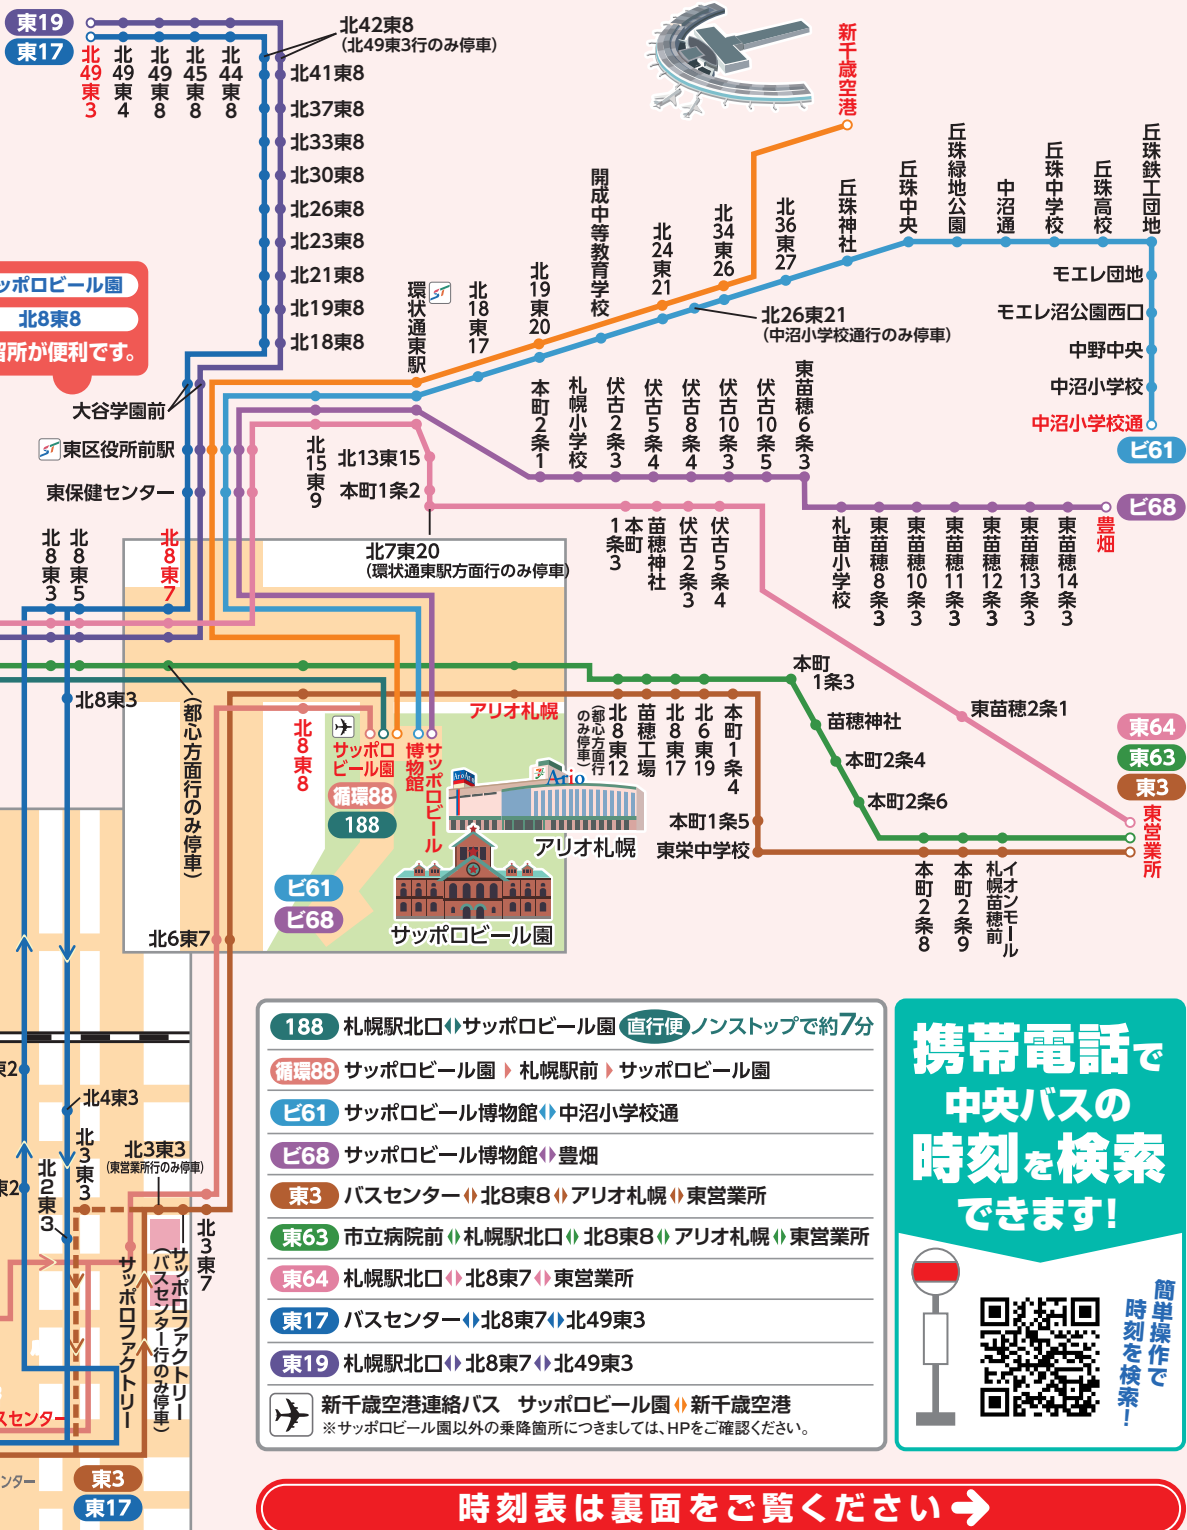 東19
東17
北49東3
北49東4
北49東8
北45東8
北44東8
北42東8
(北49東3行のみ停車)
北41東8
北37東8
北33東8
北30東8
北26東8
北23東8
北21東8
北19東8
北18東8
新千歳空港
ッポロビール園
北8東8
留所が便利です。
大谷学園前
東区役所前駅
東保健センター
環状通東駅
北18東17
北19東20
開成中等教育学校
北24東21
北34東26
北36東27
丘珠神社
丘珠中央
丘珠緑地公園
中沼通
丘珠中学校
丘珠高校
丘珠鉄工団地
モエレ団地
モエレ沼公園西口
中野中央
中沼小学校
中沼小学校通
ビ61
北26東21
(中沼小学校通行のみ停車)
本町2条1
札幌小学校
伏古2条3
伏古5条4
伏古8条4
伏古10条3
伏古10条5
東苗穂6条3
ビ68
豊畑
札苗小学校
東苗穂8条3
東苗穂10条3
東苗穂11条3
東苗穂12条3
東苗穂13条3
東苗穂14条3
北15東9
北13東15
本町1条2
北7東20
(環状通東駅方面行のみ停車)
本町1条3
苗穂神社
伏古2条3
伏古5条4
北8東3
北8東5
北8東7
北8東3
(都心方面行のみ停車)
北8東8
アリオ札幌
サッポロビール園
循環88
188
博物館
サッポロビール
(都心方面行のみ停車)
北8東12
苗穂工場
北8東17
北6東19
本町1条4
本町1条3
苗穂神社
本町2条4
本町2条6
東苗穂2条1
東64
東63
東3
東営業所
本町1条5
東栄中学校
本町2条8
本町2条9
イオンモール
札幌苗穂前
Ario
アリオ札幌
サッポロビール園
ビ61
ビ68
北6東7
東2
北4東3
北3東3
北3東3
(東営業所行のみ停車)
東2
北2東3
北3東7
サッポロファクトリー
サッポロファクトリー
(バスセンター行のみ停車)
スセンター
ンター
東3
東17
188 札幌駅北口 サッポロビール園 直行便 ノンストップで約7分
循環88 サッポロビール園 札幌駅前 サッポロビール園
ビ61 サッポロビール博物館 中沼小学校通
ビ68 サッポロビール博物館 豊畑
東3 バスセンター 北8東8 アリオ札幌 東営業所
東63 市立病院前 札幌駅北口 北8東8 アリオ札幌 東営業所
東64 札幌駅北口 北8東7 東営業所
東17 バスセンター 北8東7 北49東3
東19 札幌駅北口 北8東7 北49東3
新千歳空港連絡バス サッポロビール園 新千歳空港
※サッポロビール園以外の乗降箇所につきましては、HPをご確認ください。
携帯電話で
中央バスの
時刻を検索
できます!
簡単操作で
時刻を検索!
時刻表は裏面をご覧ください